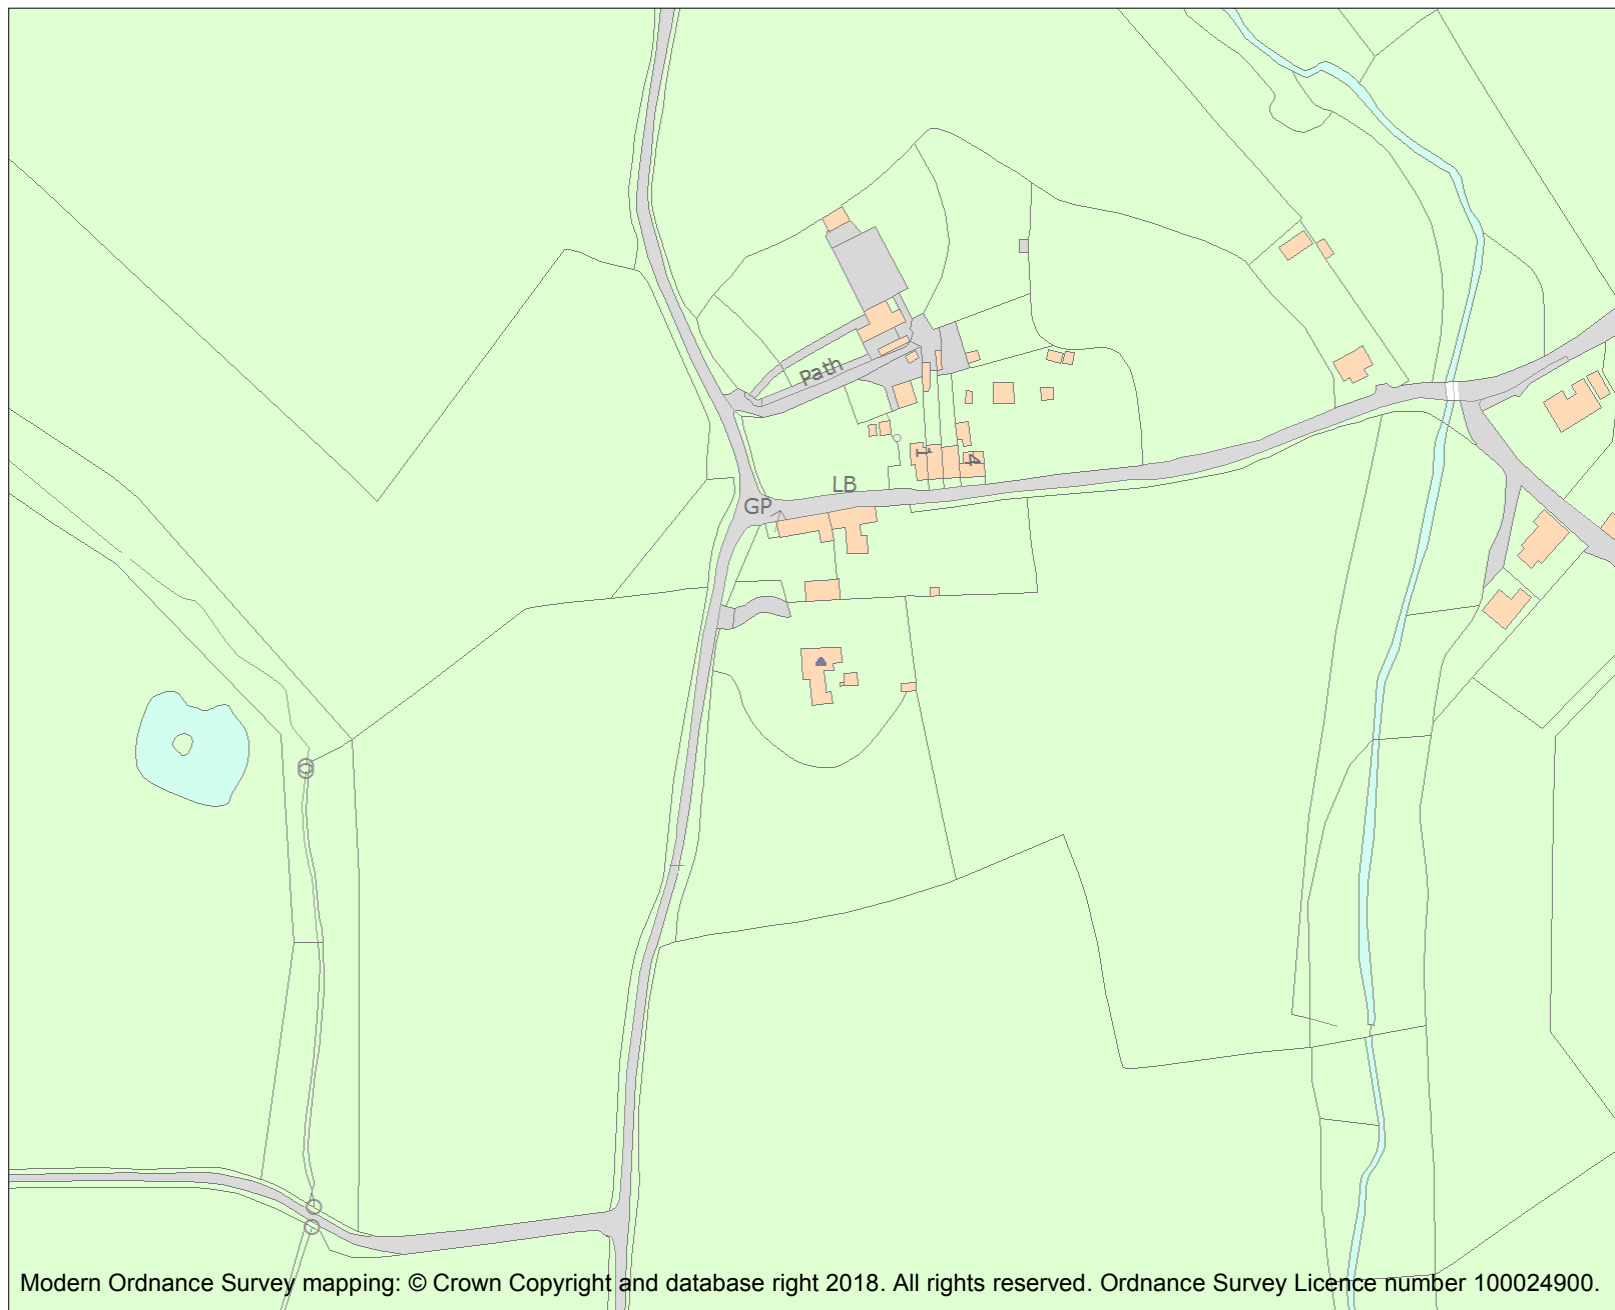 Path
1
4
LB
GP
Modern Ordnance Survey mapping: © Crown Copyright and database right 2018. All rights reserved. Ordnance Survey Licence number 100024900.